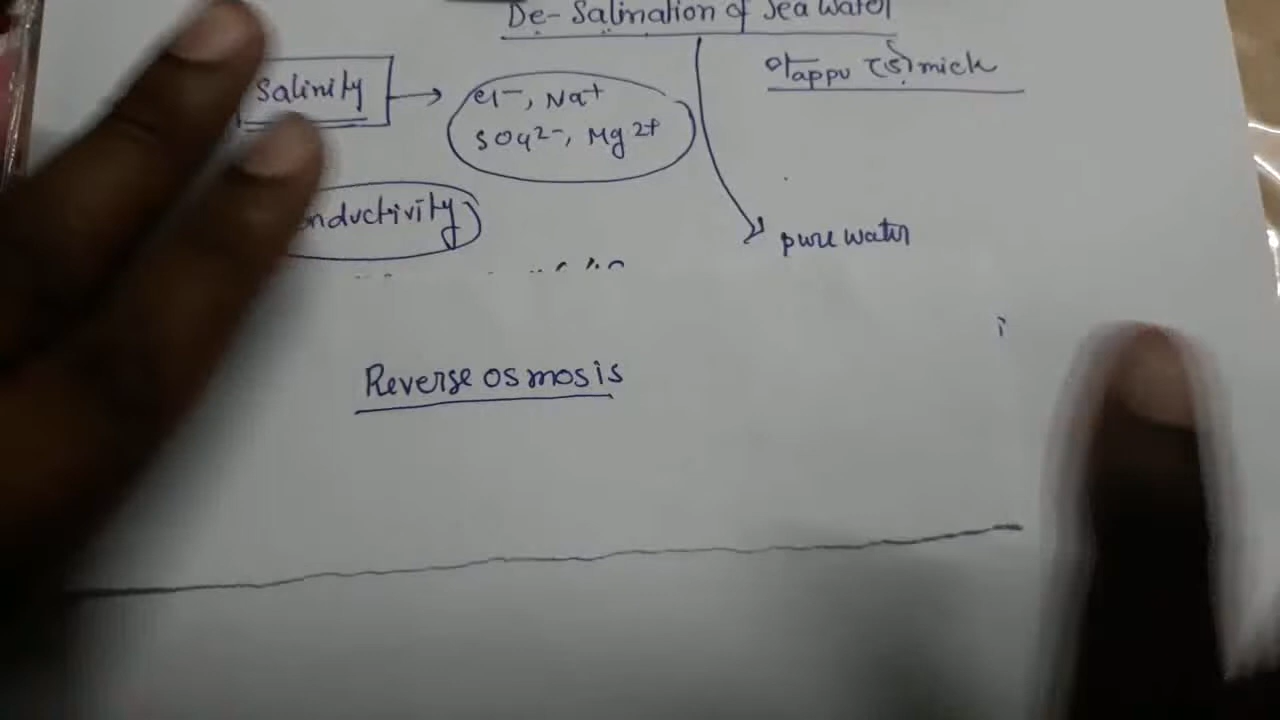 De-Salination of Sea Water
Salinity → Cl⁻, Na⁺
SO₄²⁻, Mg²⁺
onductivity
pure water
Reverse osmosis